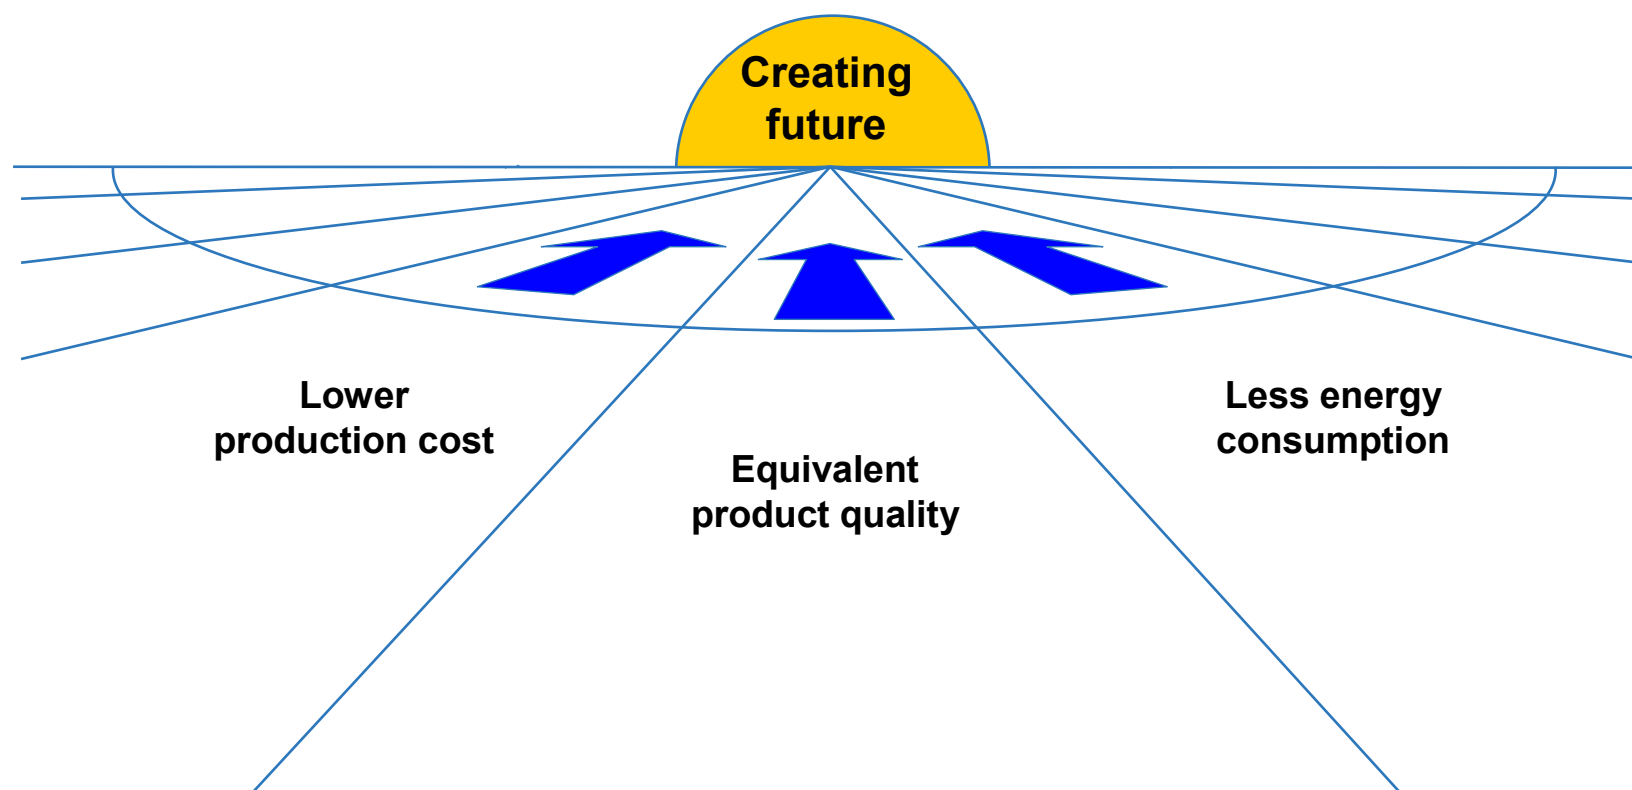 Creating
future
Lower
production cost
Equivalent
product quality
Less energy
consumption